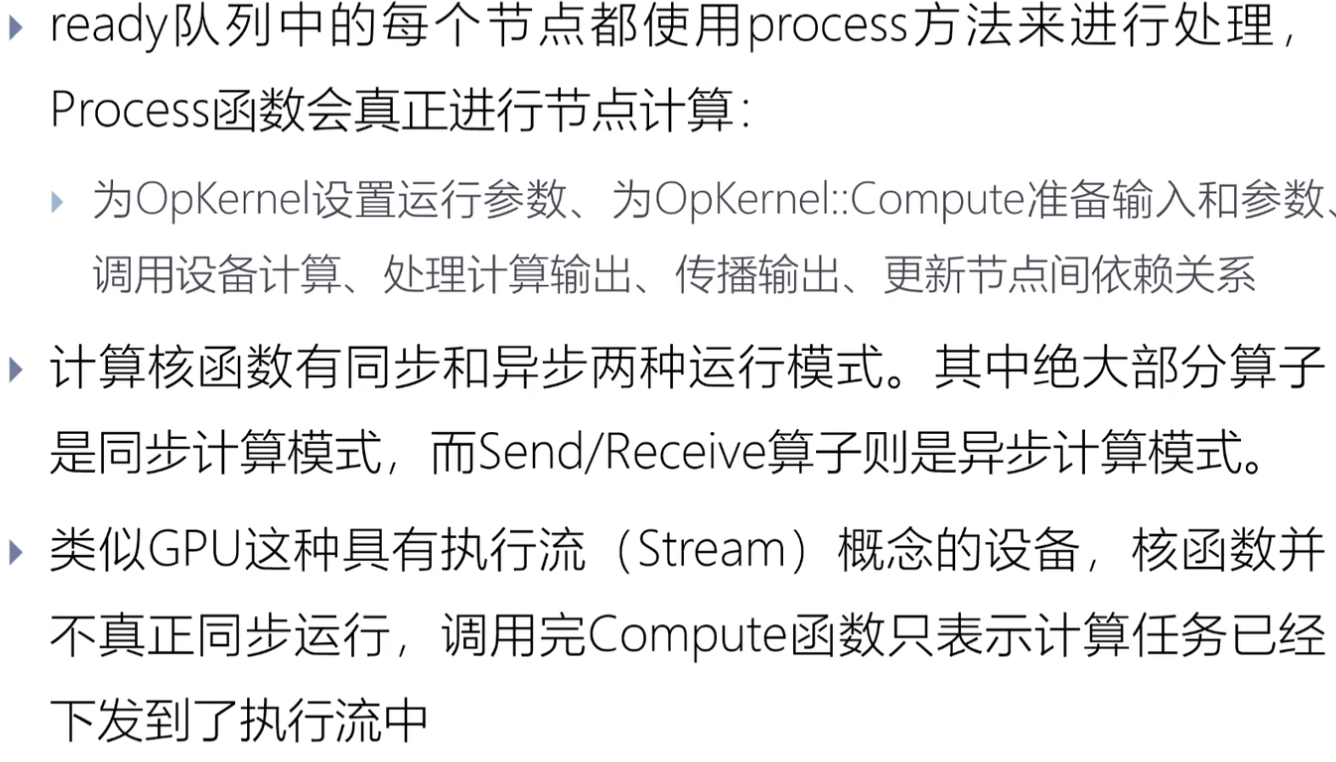 ready队列中的每个节点都使用process方法来进行处理，
Process函数会真正进行节点计算：
为OpKernel设置运行参数、为OpKernel::Compute准备输入和参数、
调用设备计算、处理计算输出、传播输出、更新节点间依赖关系
计算核函数有同步和异步两种运行模式。其中绝大部分算子
是同步计算模式，而Send/Receive算子则是异步计算模式。
类似GPU这种具有执行流（Stream）概念的设备，核函数并
不真正同步运行，调用完Compute函数只表示计算任务已经
下发到了执行流中